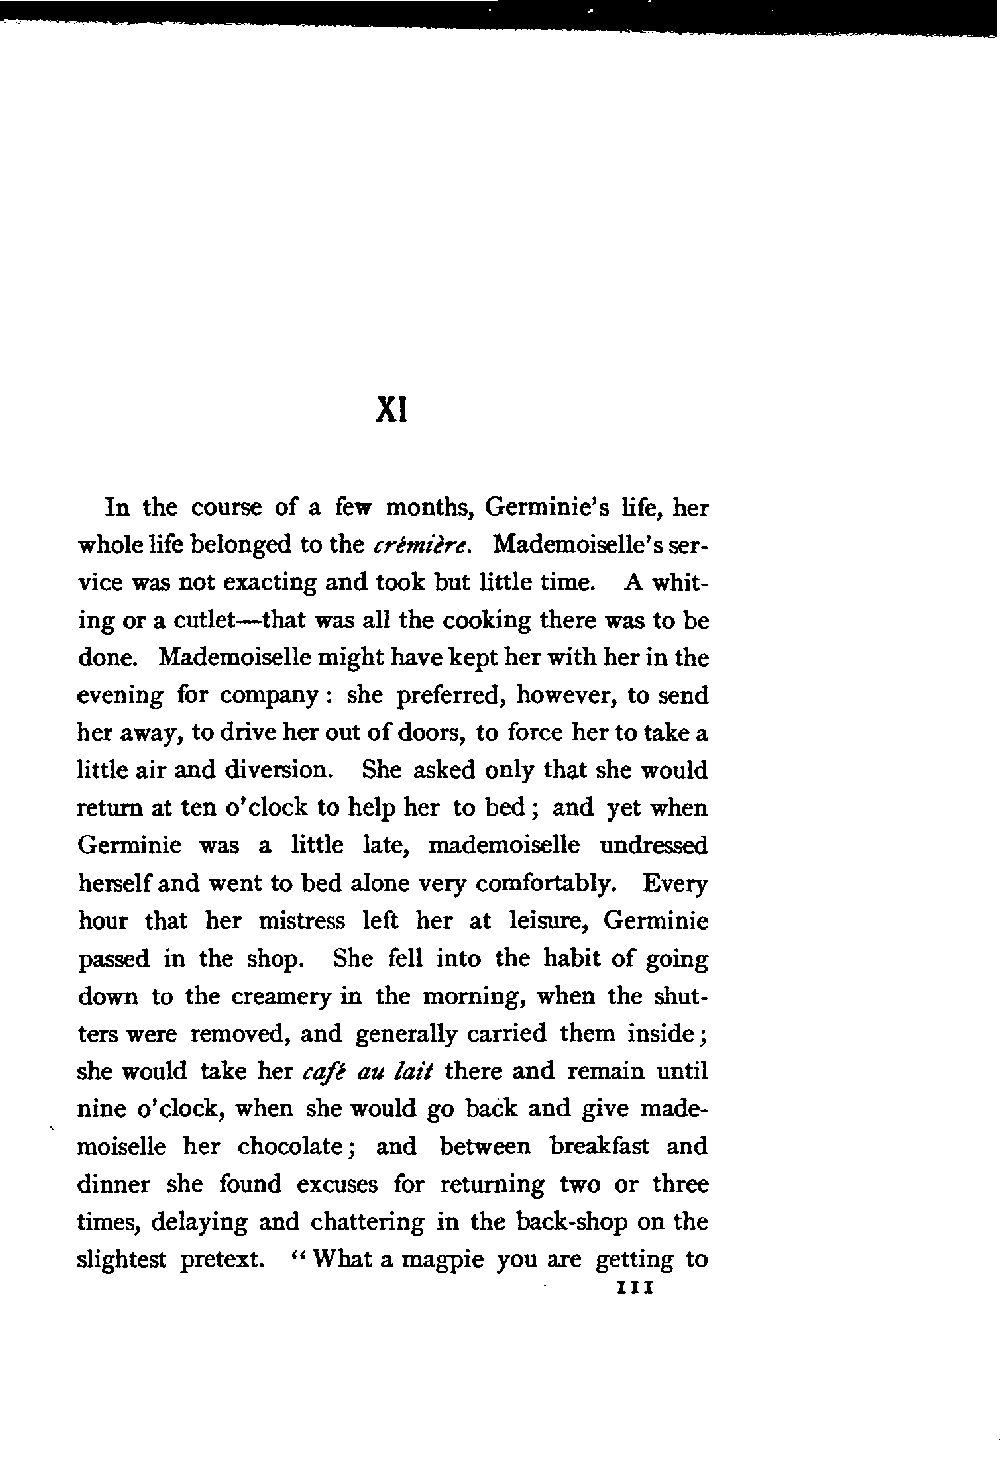 XI
In the course of a few months, Germinie's life, her
whole life belonged to the crémière. Mademoiselle's ser-
vice was not exacting and took but little time. A whit-
ing or a cutlet—that was all the cooking there was to be
done. Mademoiselle might have kept her with her in the
evening for company: she preferred, however, to send
her away, to drive her out of doors, to force her to take a
little air and diversion. She asked only that she would
return at ten o'clock to help her to bed; and yet when
Germinie was a little late, mademoiselle undressed
herself and went to bed alone very comfortably. Every
hour that her mistress left her at leisure, Germinie
passed in the shop. She fell into the habit of going
down to the creamery in the morning, when the shut-
ters were removed, and generally carried them inside;
she would take her café au lait there and remain until
nine o'clock, when she would go back and give made-
moiselle her chocolate; and between breakfast and
dinner she found excuses for returning two or three
times, delaying and chattering in the back-shop on the
slightest pretext. "What a magpie you are getting to
III